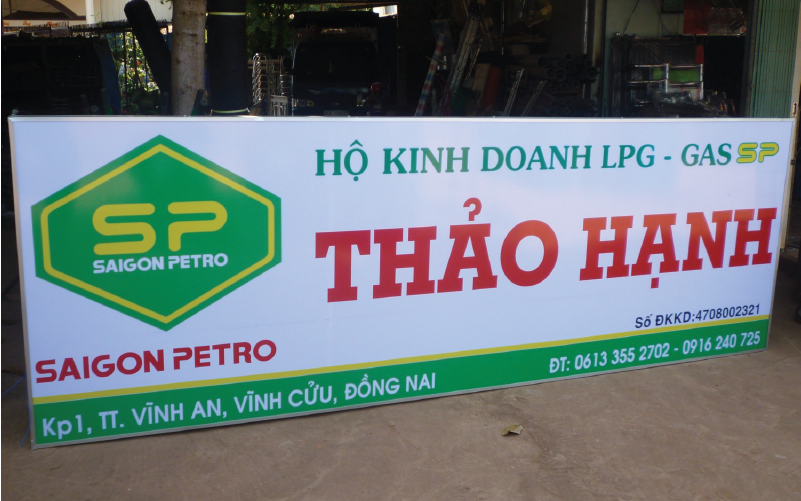 SP
SAIGON PETRO
SAIGON PETRO
HỘ KINH DOANH LPG - GAS SP
THẢO HẠNH
Số ĐKKD:4708002321
Kp1, TT. VĨNH AN, VĨNH CỬU, ĐỒNG NAI
ĐT: 0613 355 2702 - 0916 240 725